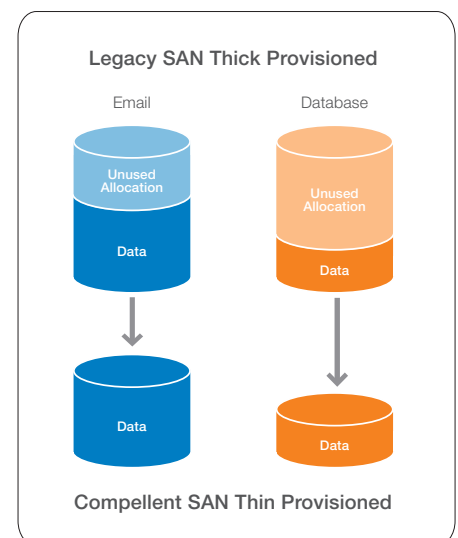 Legacy SAN Thick Provisioned
Email
Database
Unused
Allocation
Data
Unused
Allocation
Data
Data
Data
Compellent SAN Thin Provisioned